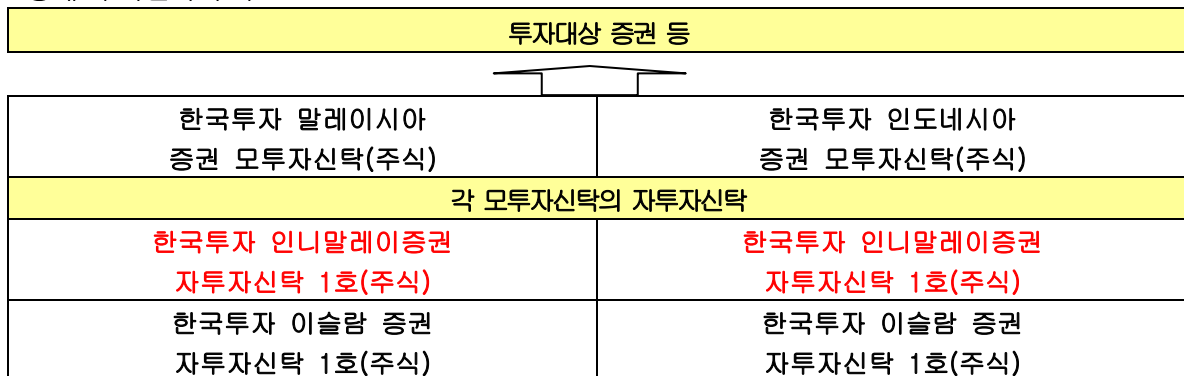 투자대상 증권 등
한국투자 말레이시아
증권 모투자신탁(주식)
한국투자 인도네시아
증권 모투자신탁(주식)
각 모투자신탁의 자투자신탁
한국투자 인니말레이증권
자투자신탁 1호(주식)
한국투자 인니말레이증권
자투자신탁 1호(주식)
한국투자 이슬람 증권
자투자신탁 1호(주식)
한국투자 이슬람 증권
자투자신탁 1호(주식)